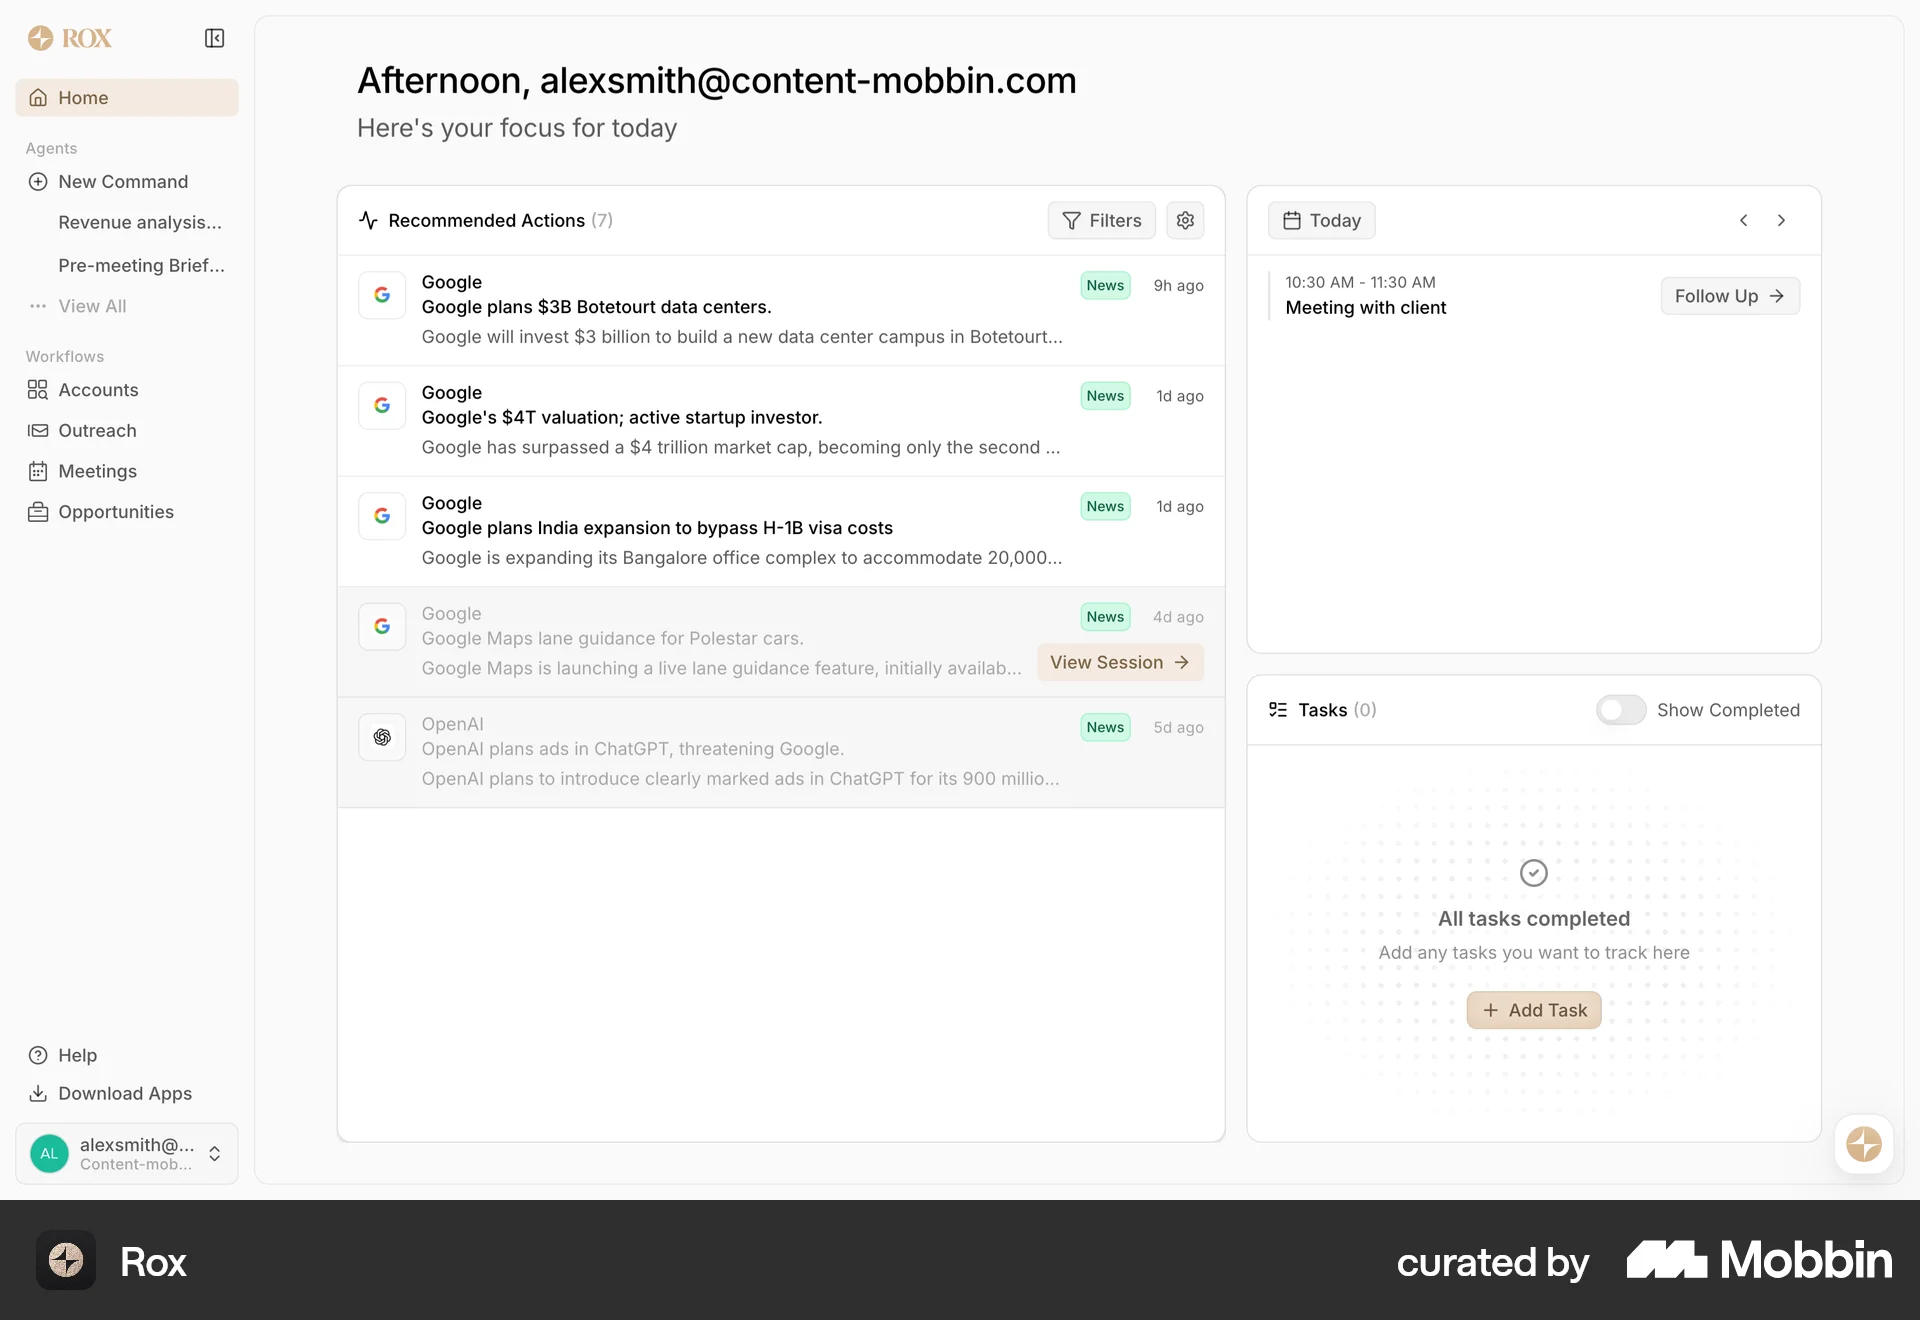 ROX
Home
Agents
New Command
Revenue analysis...
Pre-meeting Brief...
View All
Workflows
Accounts
Outreach
Meetings
Opportunities
Help
Download Apps
AL
alexsmith@...
Content-mob...
Afternoon, alexsmith@content-mobbin.com
Here's your focus for today
Recommended Actions (7)
Filters
Google
News
9h ago
Google plans $3B Botetourt data centers.
Google will invest $3 billion to build a new data center campus in Botetourt...
Google
News
1d ago
Google's $4T valuation; active startup investor.
Google has surpassed a $4 trillion market cap, becoming only the second ...
Google
News
1d ago
Google plans India expansion to bypass H-1B visa costs
Google is expanding its Bangalore office complex to accommodate 20,000...
Google
News
4d ago
Google Maps lane guidance for Polestar cars.
Google Maps is launching a live lane guidance feature, initially availab...
View Session
OpenAI
News
5d ago
OpenAI plans ads in ChatGPT, threatening Google.
OpenAI plans to introduce clearly marked ads in ChatGPT for its 900 millio...
Today
10:30 AM - 11:30 AM
Meeting with client
Follow Up
Tasks (0)
Show Completed
All tasks completed
Add any tasks you want to track here
Add Task
Rox
curated by
Mobbin